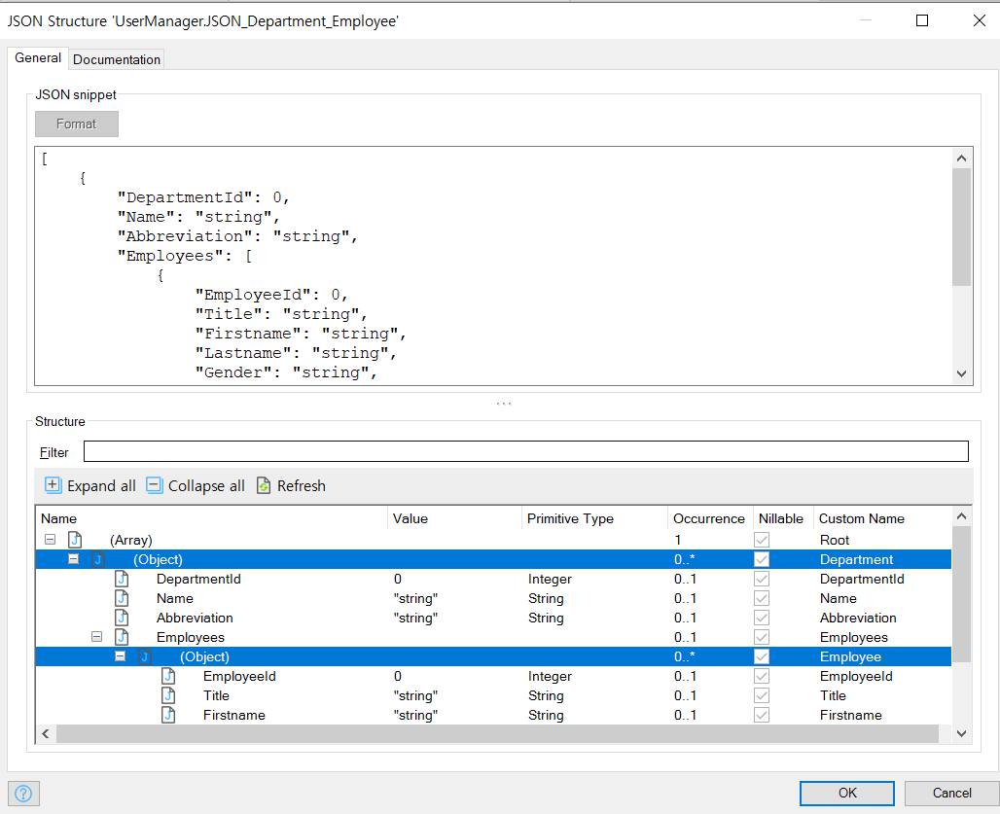 JSON Structure 'UserManager.JSON_Department_Employee'
General Documentation
JSON snippet
Format
[
{
"DepartmentId": 0,
"Name": "string",
"Abbreviation": "string",
"Employees": [
{
"EmployeeId": 0,
"Title": "string",
"Firstname": "string",
"Lastname": "string",
"Gender": "string",
Structure
Filter
Expand all Collapse all Refresh
Name Value Primitive Type Occurrence Nillable Custom Name
(Array) 1 Root
(Object) 0..* Department
DepartmentId 0 Integer 0..1 DepartmentId
Name "string" String 0..1 Name
Abbreviation "string" String 0..1 Abbreviation
Employees 0..1 Employees
(Object) 0..* Employee
EmployeeId 0 Integer 0..1 EmployeeId
Title "string" String 0..1 Title
Firstname "string" String 0..1 Firstname
OK Cancel